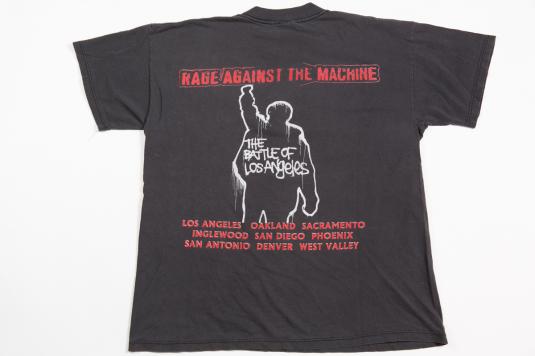 RAGE AGAINST THE MACHINE
THE
BATTLE OF
LOS ANgeleS
LOS ANGELES OAKLAND SACRAMENTO
INGLEWOOD SAN DIEGO PHOENIX
SAN ANTONIO DENVER WEST VALLEY